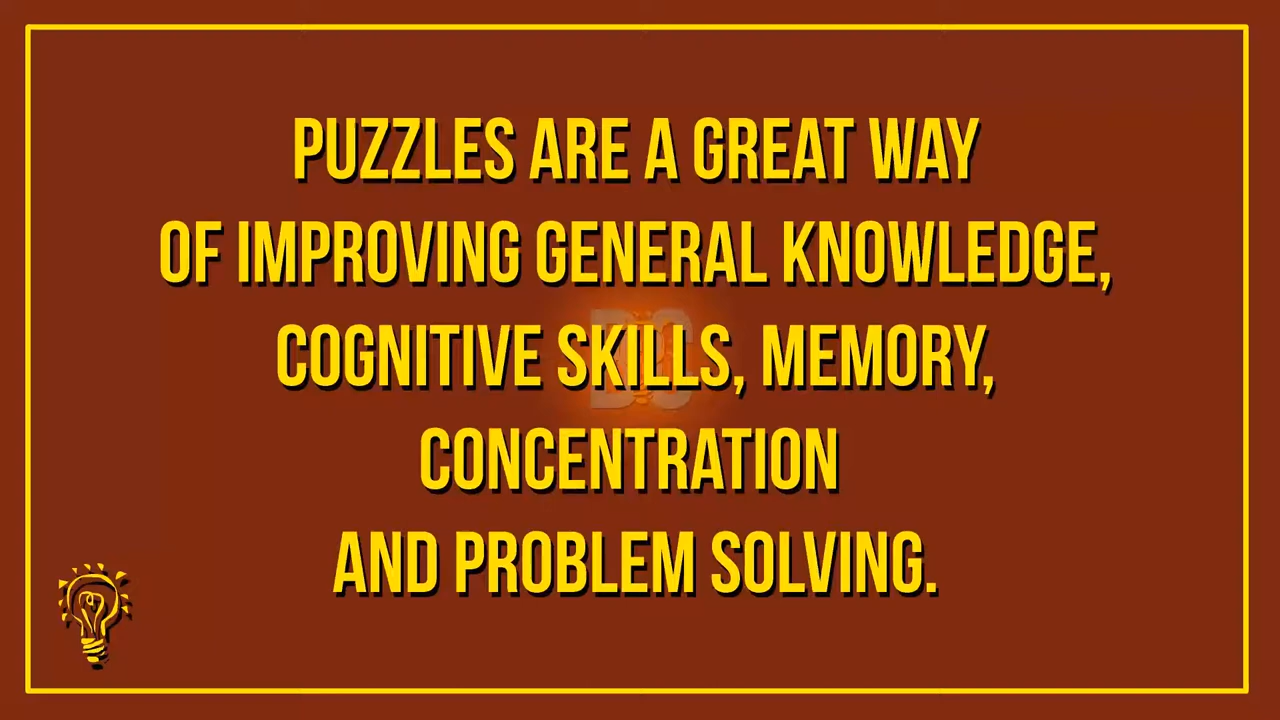 PUZZLES ARE A GREAT WAY
OF IMPROVING GENERAL KNOWLEDGE,
COGNITIVE SKILLS, MEMORY,
CONCENTRATION
AND PROBLEM SOLVING.